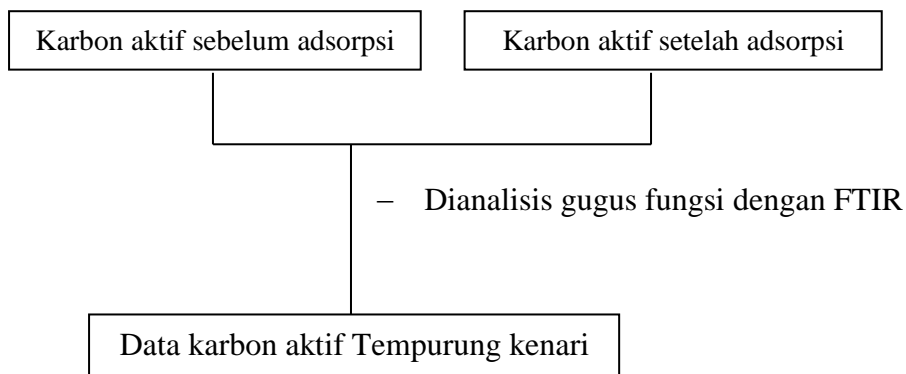 Karbon aktif sebelum adsorpsi
Karbon aktif setelah adsorpsi
– Dianalisis gugus fungsi dengan FTIR
Data karbon aktif Tempurung kenari